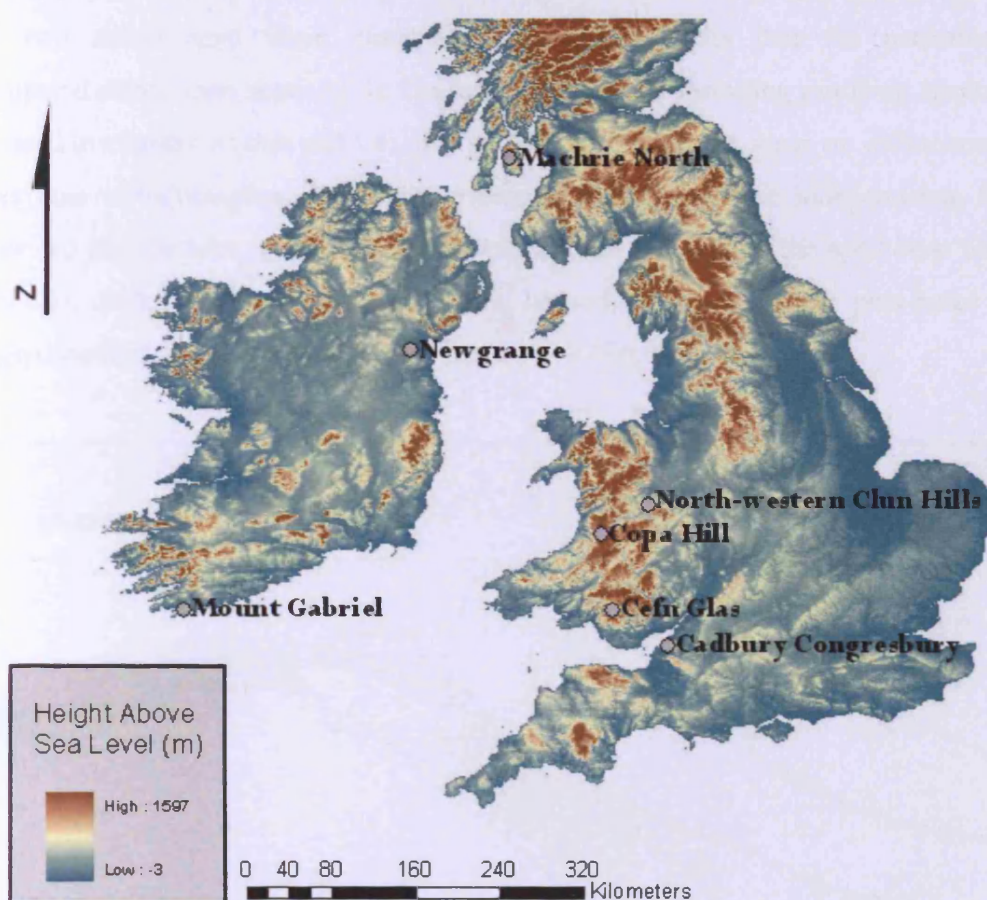 Machrie North
N
Newgrange
North-western Clun Hills
Copa Hill
Mount Gabriel
Cefn Glas
Cadbury Congresbury
Height Above
Sea Level (m)
High : 1597
Low : -3
0 40 80 160 240 320
Kilometers